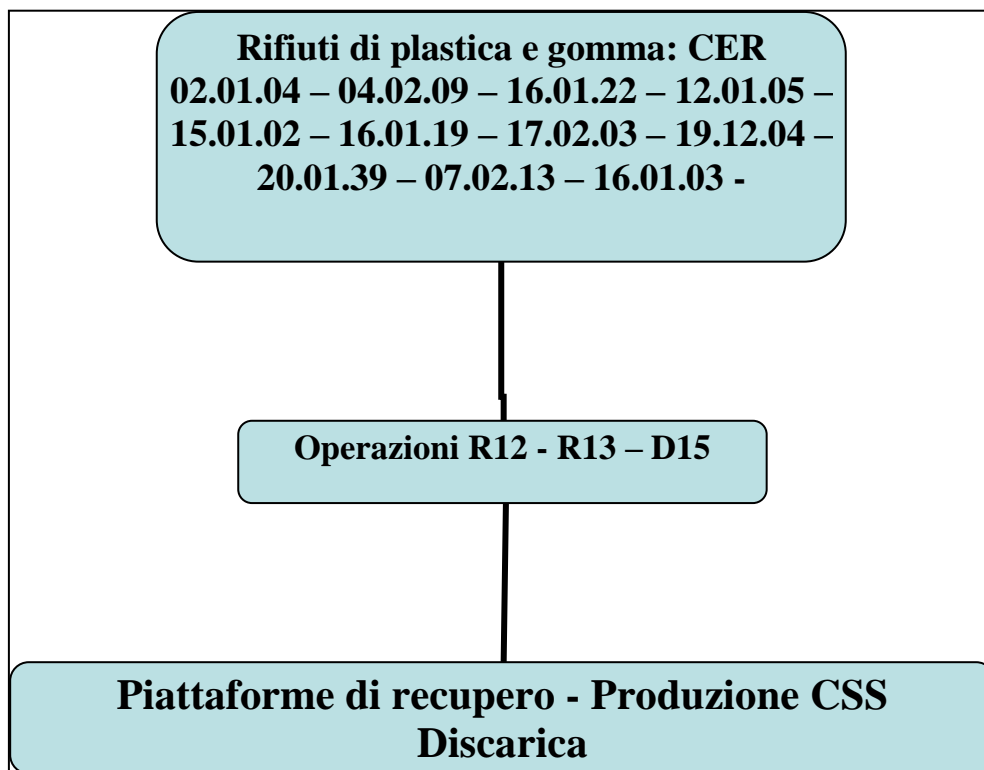 Rifiuti di plastica e gomma: CER
02.01.04 – 04.02.09 – 16.01.22 – 12.01.05 –
15.01.02 – 16.01.19 – 17.02.03 – 19.12.04 –
20.01.39 – 07.02.13 – 16.01.03 -
Operazioni R12 - R13 – D15
Piattaforme di recupero - Produzione CSS
Discarica